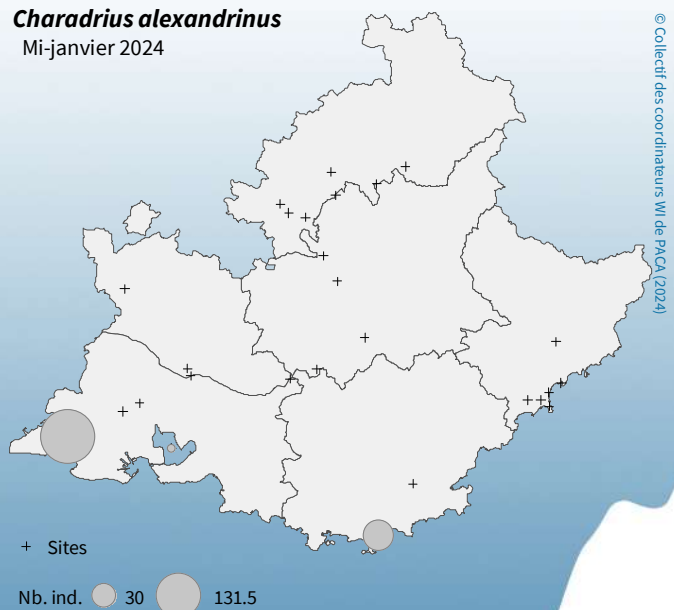 Charadrius alexandrinus
Mi-janvier 2024
© Collectif des coordinateurs WI de PACA (2024)
+ Sites
Nb. ind. 30 131.5